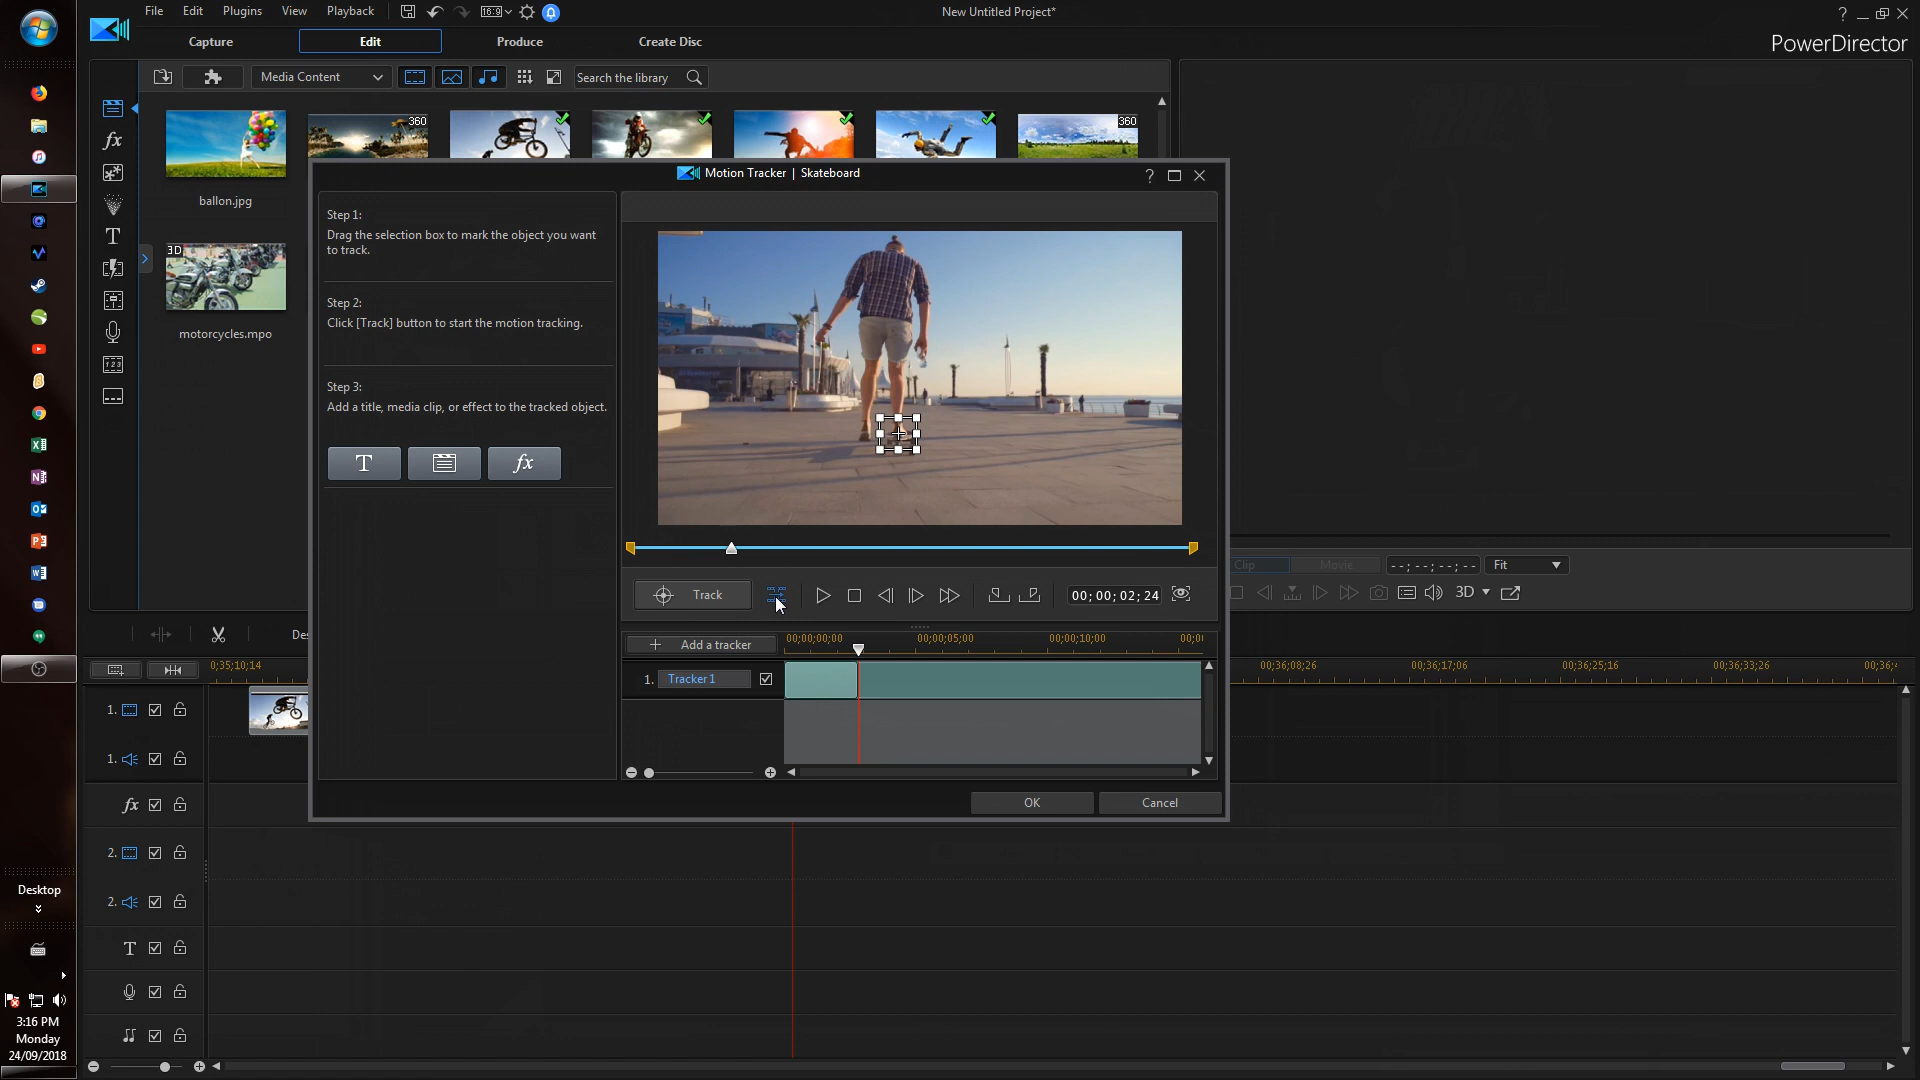 File Edit Plugins View Playback
16:9
New Untitled Project*
?
Capture Edit Produce Create Disc
PowerDirector
Media Content
Search the library
fx
T
360
360
ballon.jpg
3D
motorcycles.mpo
Motion Tracker | Skateboard
?
Step 1:
Drag the selection box to mark the object you want
to track.
Step 2:
Click [Track] button to start the motion tracking.
Step 3:
Add a title, media clip, or effect to the tracked object.
T fx
Track
00; 00; 02; 24
Clip Movie --; --; --; -- Fit
3D
Add a tracker
00;00;00;00 00;00;05;00 00;00;10;00 00;0
1. Tracker 1
OK Cancel
De
0;35;10;14
00;36;08;26 00;36;17;06 00;36;25;16 00;36;33;26 00;36;4
1.
1.
fx
2.
2.
T
Desktop
3:16 PM
Monday
24/09/2018